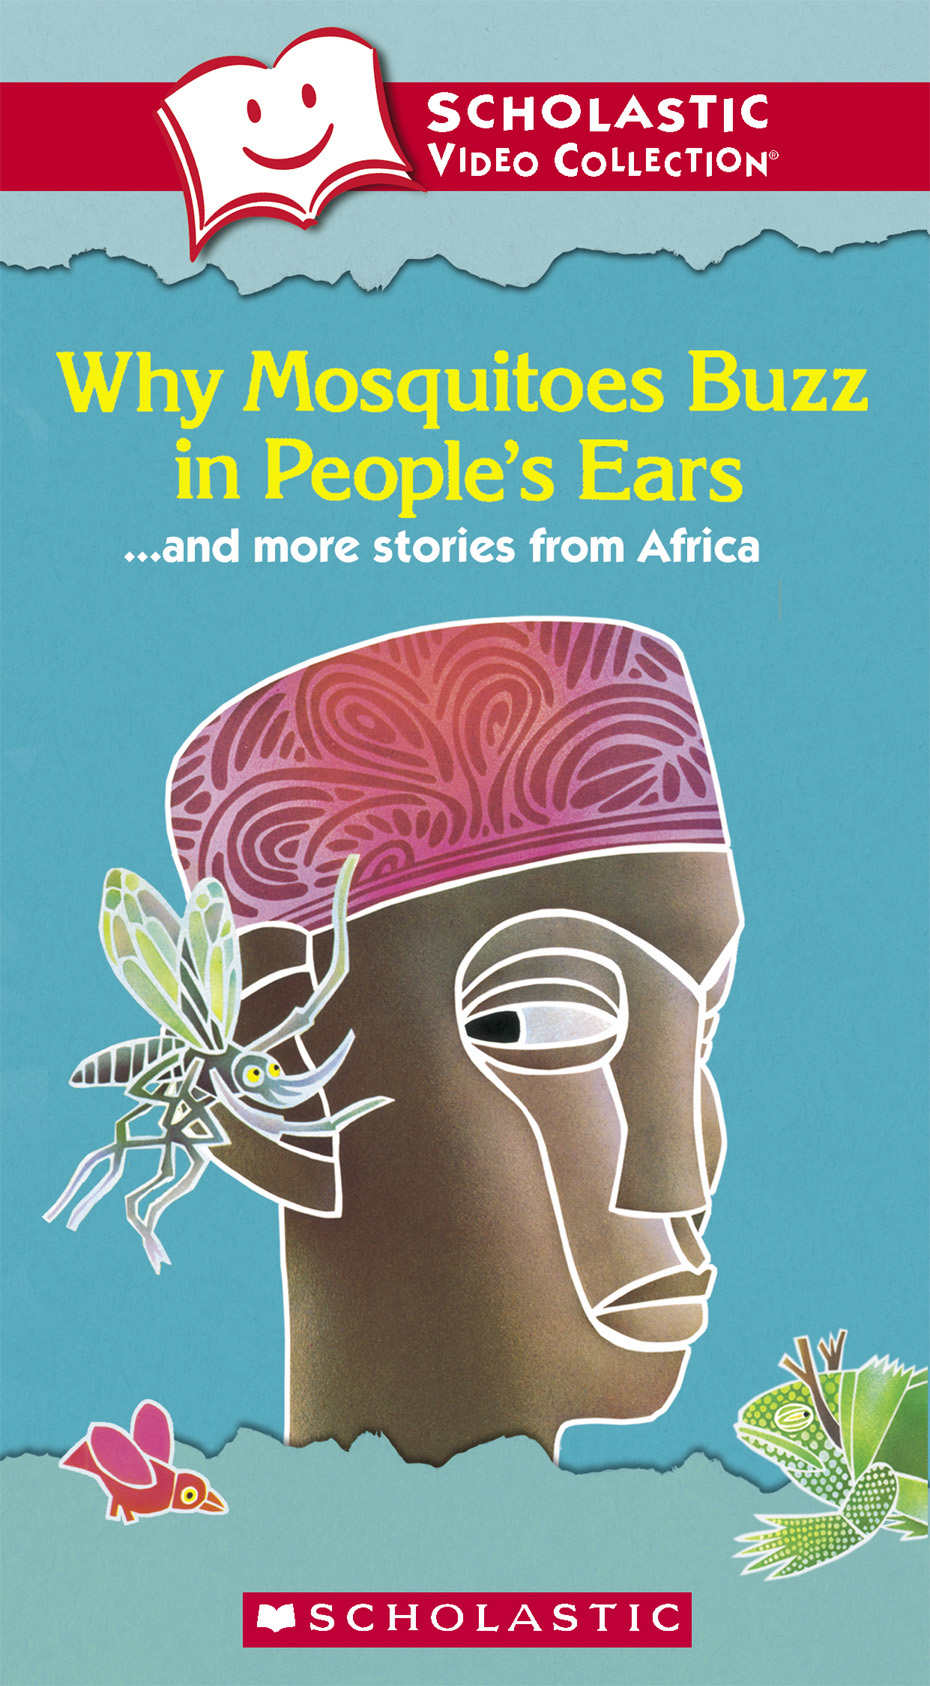 SCHOLASTIC
VIDEO COLLECTION®
Why Mosquitoes Buzz
in People's Ears
...and more stories from Africa
SCHOLASTIC